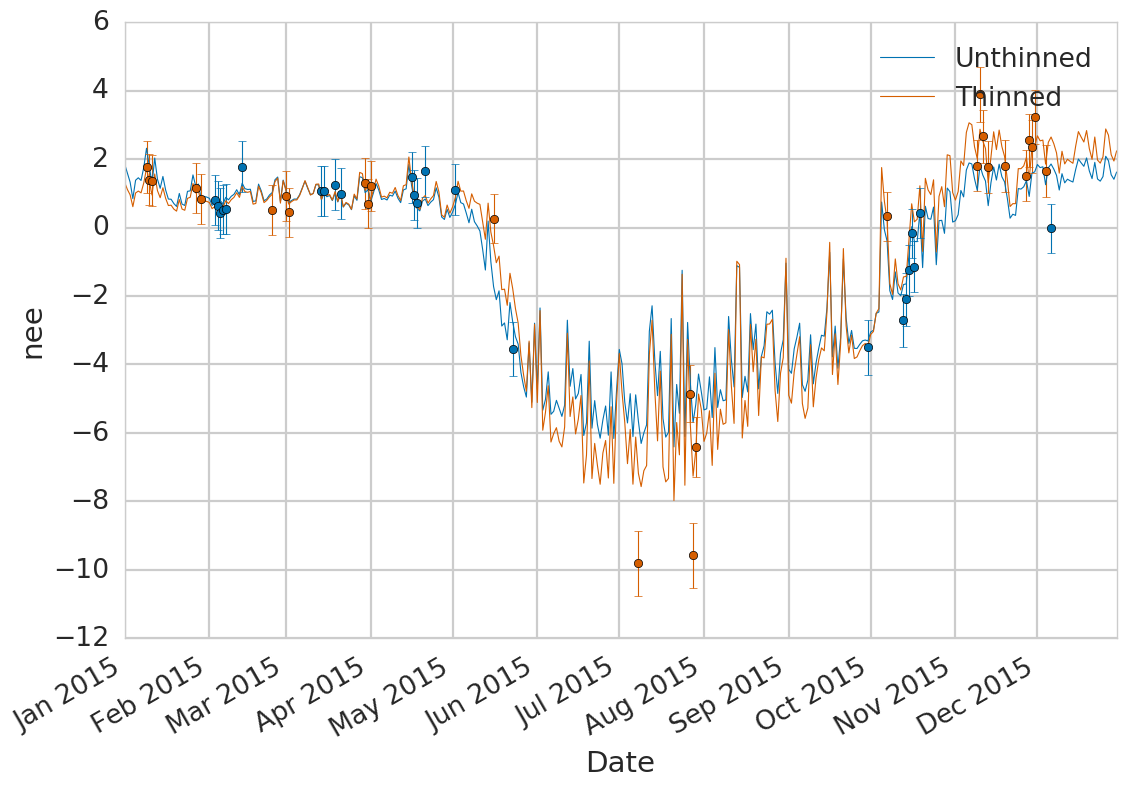 6
4
2
0
−2
−4
−6
−8
−10
−12
nee
Unthinned
Thinned
Jan 2015
Feb 2015
Mar 2015
Apr 2015
May 2015
Jun 2015
Jul 2015
Aug 2015
Sep 2015
Oct 2015
Nov 2015
Dec 2015
Date